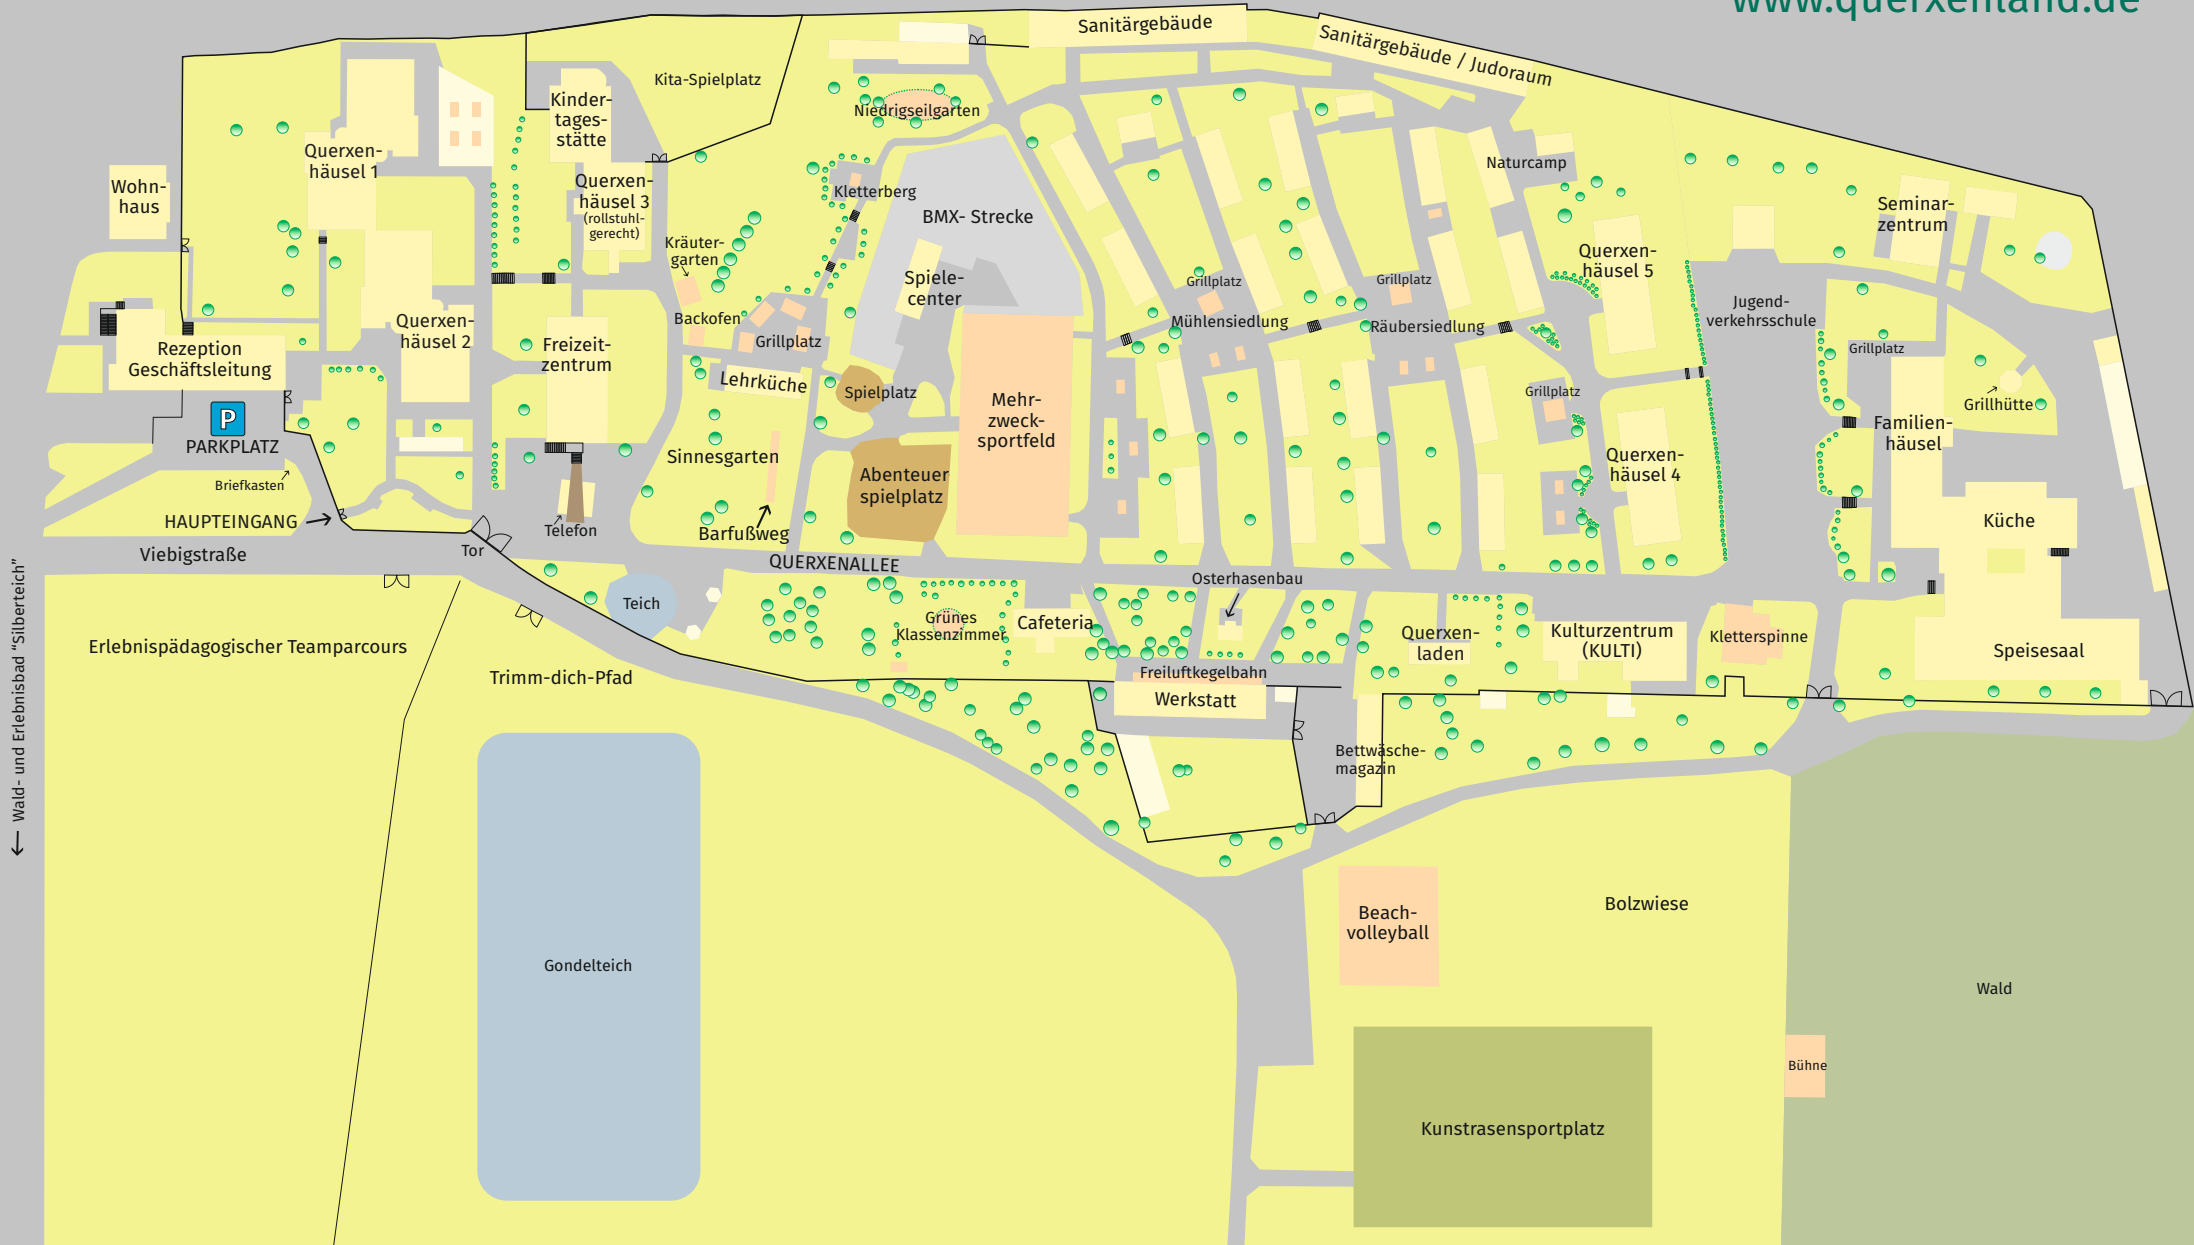 www.querxenland.de
Sanitärgebäude
Sanitärgebäude / Judoraum
Kita-Spielplatz
Kinder-
tages-
stätte
Niedrigseilgarten
Querxen-
häusel 1
Wohn-
haus
Querxen-
häusel 3
(rollstuhl-
gerecht)
Kletterberg
BMX- Strecke
Naturcamp
Seminar-
zentrum
Kräuter-
garten
Spiele-
center
Querxen-
häusel 5
Grillplatz
Grillplatz
Jugend-
verkehrsschule
Backofen
Mühlensiedlung
Räubersiedlung
Querxen-
häusel 2
Grillplatz
Freizeit-
zentrum
Rezeption
Geschäftsleitung
Grillplatz
Lehrküche
Spielplatz
Grillplatz
Grillhütte
Mehr-
zweck-
sportfeld
P
PARKPLATZ
Familien-
häusel
Sinnesgarten
Querxen-
häusel 4
Abenteuer
spielplatz
Briefkasten
HAUPTEINGANG
Küche
Telefon
Barfußweg
Viebigstraße
Tor
QUERXENALLEE
Osterhasenbau
Teich
Grünes
Klassenzimmer
Cafeteria
Querxen-
laden
Kulturzentrum
(KULTI)
Kletterspinne
Speisesaal
Erlebnispädagogischer Teamparcours
Trimm-dich-Pfad
Freiluftkegelbahn
Werkstatt
Bettwäsche-
magazin
Wald- und Erlebnisbad "Silberteich"
Beach-
volleyball
Bolzwiese
Gondelteich
Wald
Bühne
Kunstrasensportplatz